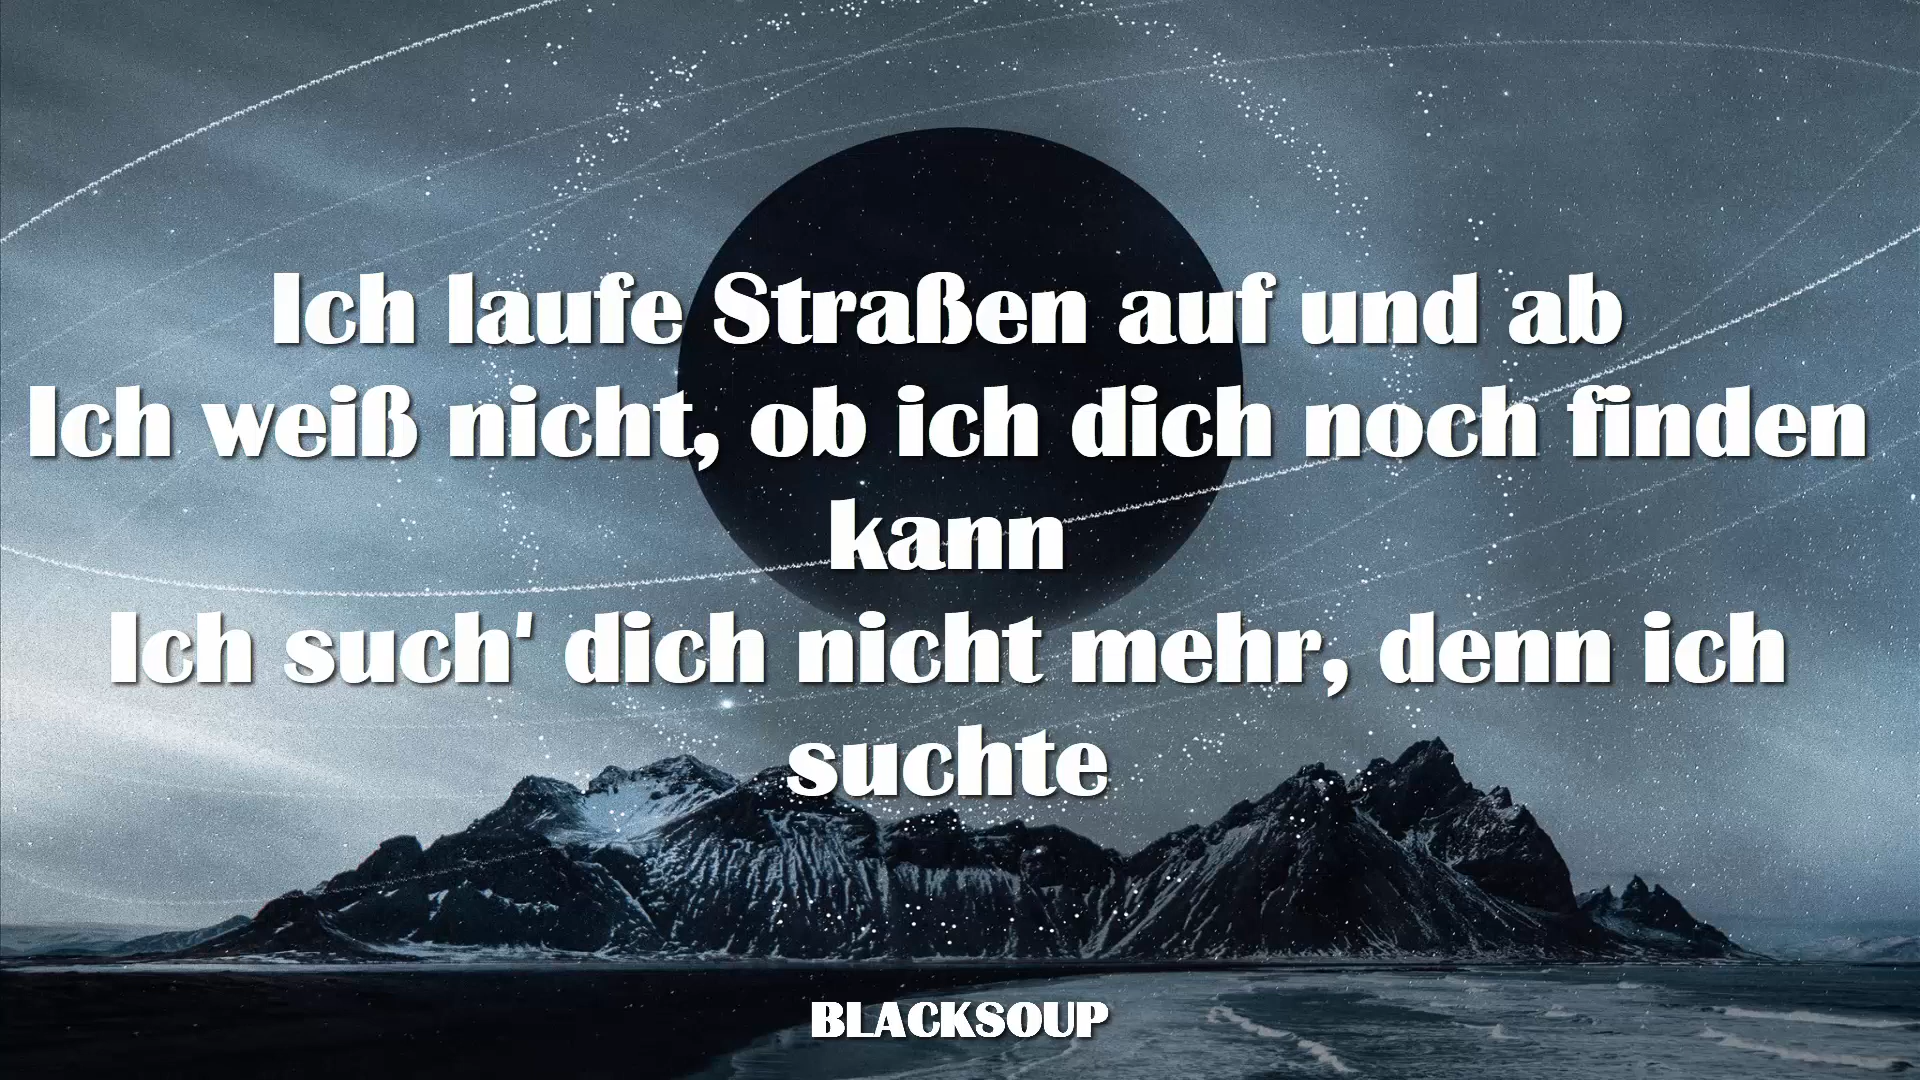 Ich laufe Straßen auf und ab
Ich weiß nicht, ob ich dich noch finden
kann
Ich such' dich nicht mehr, denn ich
suchte
BLACKSOUP